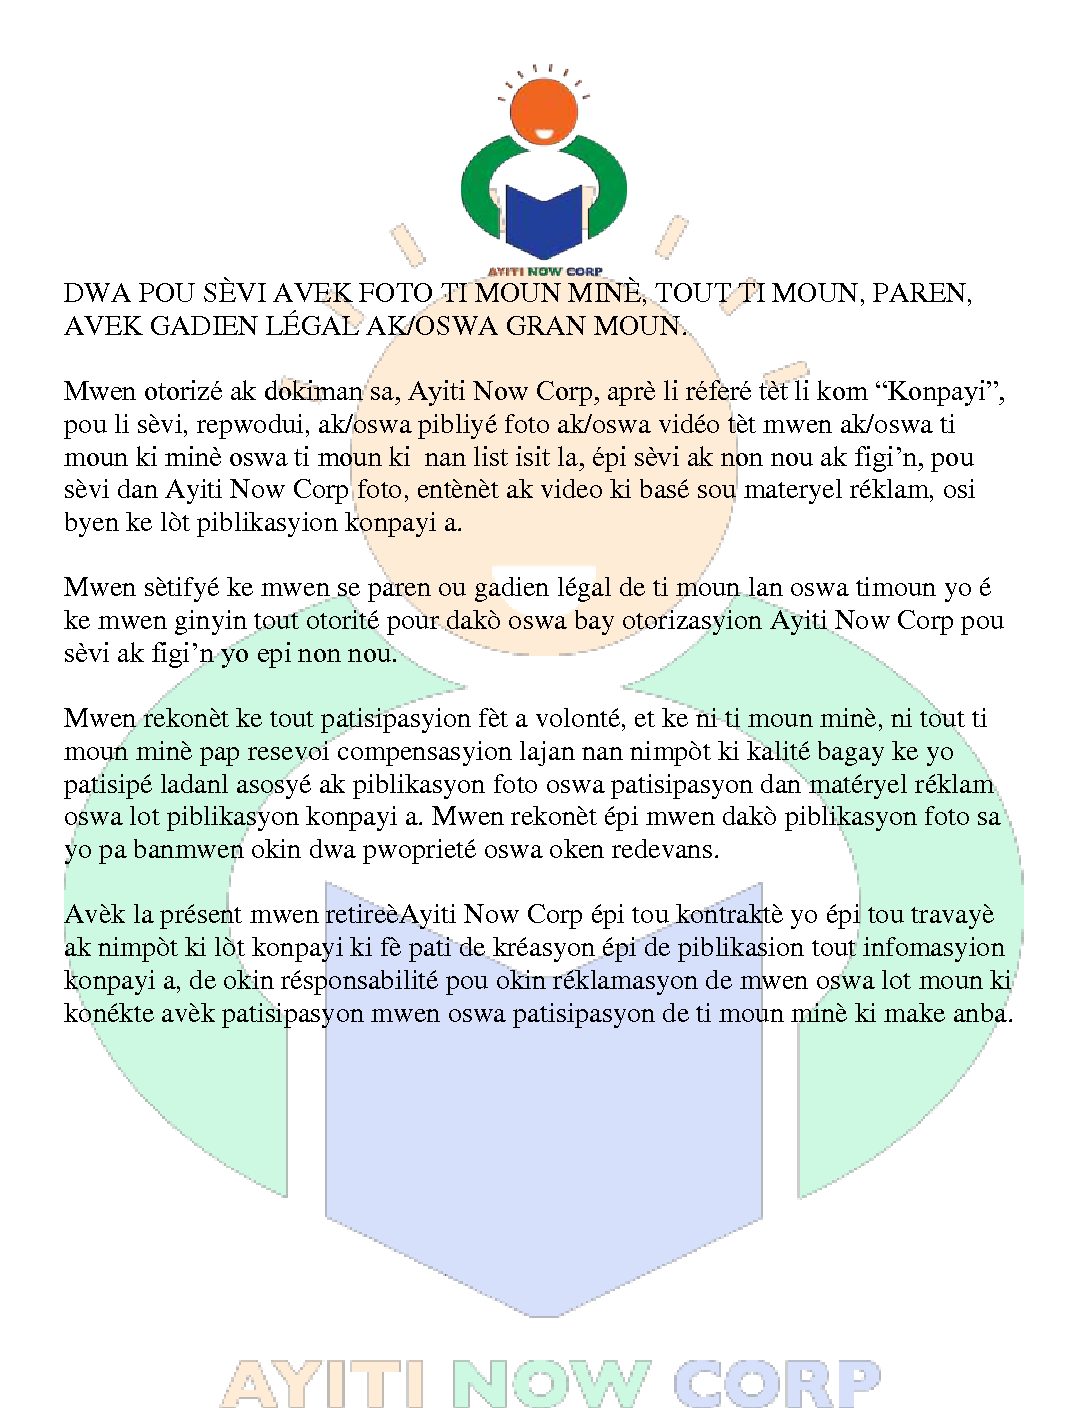 AYITI NOW CORP
DWA POU SÈVI AVEK FOTO TI MOUN MINÈ, TOUT TI MOUN, PAREN,
AVEK GADIEN LÉGAL AK/OSWA GRAN MOUN.
Mwen otorizé ak dokiman sa, Ayiti Now Corp, aprè li réferé tèt li kom “Konpayi”,
pou li sèvi, repwodui, ak/oswa pibliyé foto ak/oswa vidéo tèt mwen ak/oswa ti
moun ki minè oswa ti moun ki nan list isit la, épi sèvi ak non nou ak figi’n, pou
sèvi dan Ayiti Now Corp foto, entènèt ak video ki basé sou materyel réklam, osi
byen ke lòt piblikasyion konpayi a.
Mwen sètifyé ke mwen se paren ou gadien légal de ti moun lan oswa timoun yo é
ke mwen ginyin tout otorité pour dakò oswa bay otorizasyion Ayiti Now Corp pou
sèvi ak figi’n yo epi non nou.
Mwen rekonèt ke tout patisipasyion fèt a volonté, et ke ni ti moun minè, ni tout ti
moun minè pap resevoi compensasyion lajan nan nimpòt ki kalité bagay ke yo
patisipé ladanl asosyé ak piblikasyon foto oswa patisipasyon dan matéryel réklam
oswa lot piblikasyon konpayi a. Mwen rekonèt épi mwen dakò piblikasyon foto sa
yo pa banmwen okin dwa pwoprieté oswa oken redevans.
Avèk la présent mwen retireèAyiti Now Corp épi tou kontraktè yo épi tou travayè
ak nimpòt ki lòt konpayi ki fè pati de kréasyon épi de piblikasion tout infomasyion
konpayi a, de okin résponsabilité pou okin réklamasyon de mwen oswa lot moun ki
konékte avèk patisipasyon mwen oswa patisipasyon de ti moun minè ki make anba.
AYITI NOW CORP